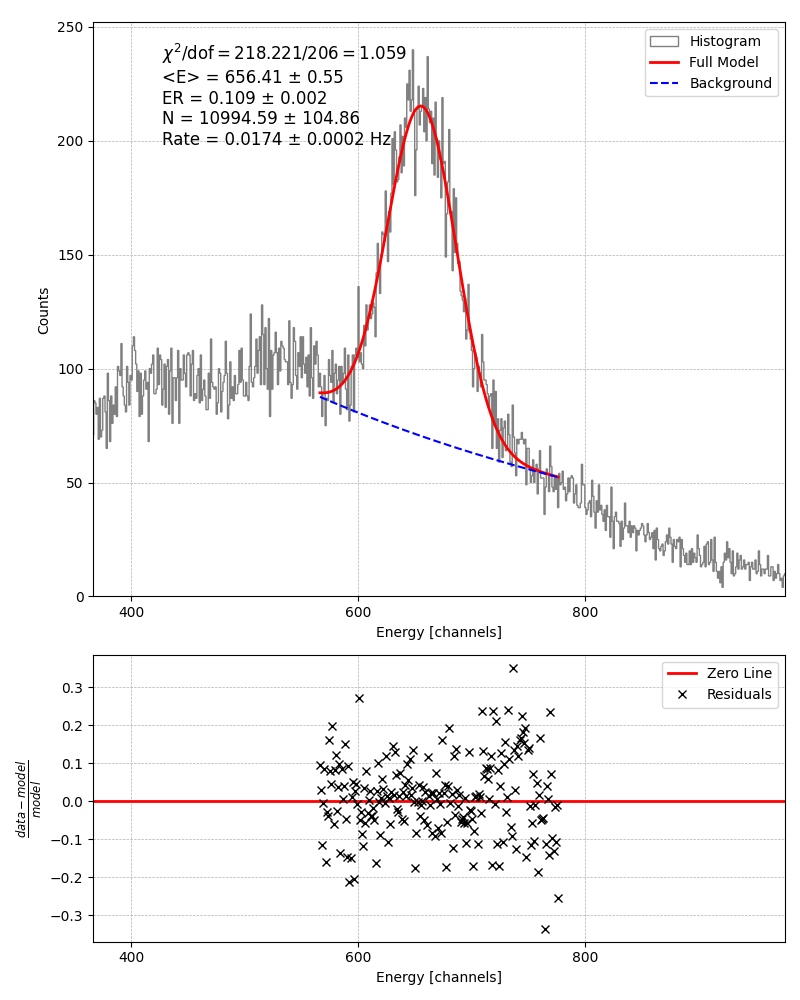 250
200
150
100
50
0
Counts
χ²/dof = 218.221/206 = 1.059
<E> = 656.41 ± 0.55
ER = 0.109 ± 0.002
N = 10994.59 ± 104.86
Rate = 0.0174 ± 0.0002 Hz
Histogram
Full Model
Background
400 600 800
Energy [channels]
0.3
0.2
0.1
0.0
−0.1
−0.2
−0.3
data − model
model
Zero Line
Residuals
400 600 800
Energy [channels]